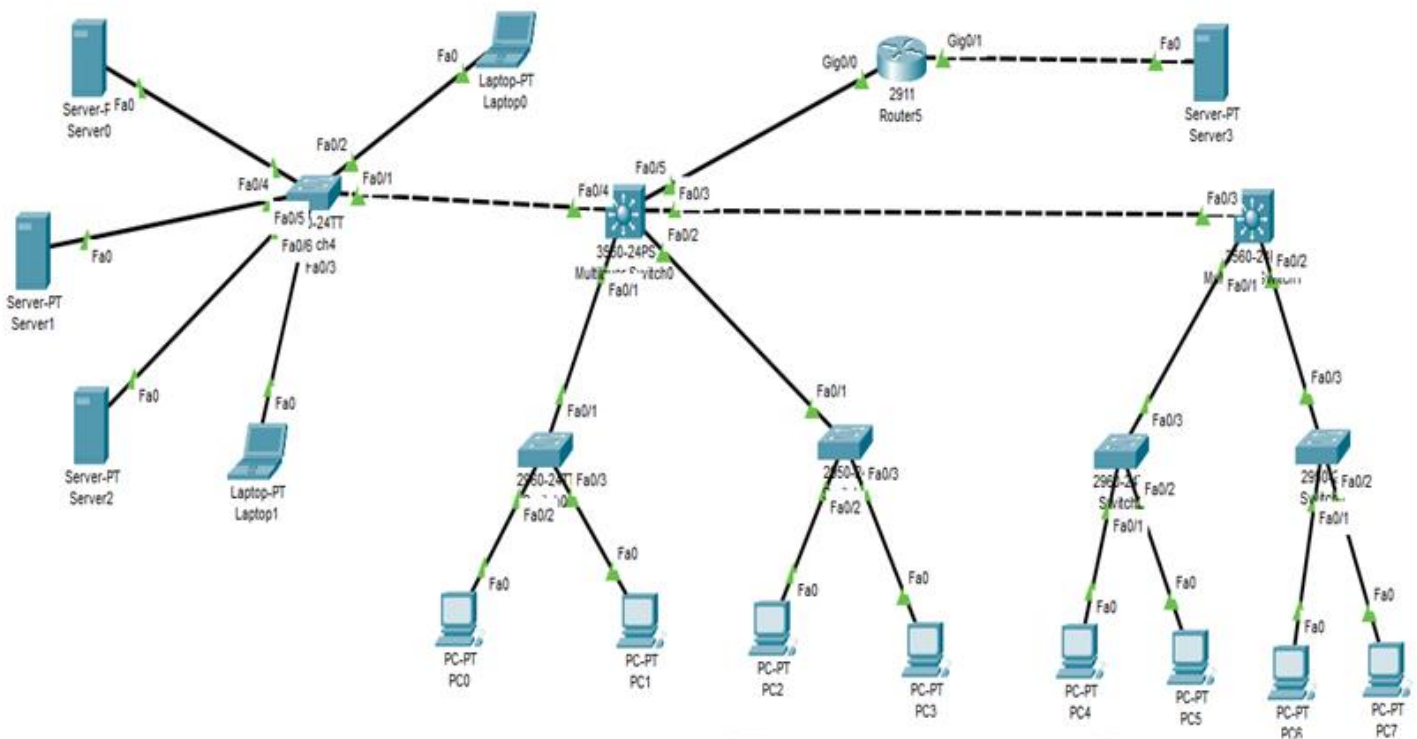 Fa0
Laptop-PT
Laptop0
Server-P
Fa0
Server0
Gig0/0
Gig0/1
2911
Router5
Fa0
Server-PT
Server3
Fa0/2
Fa0/4
Fa0/1
Fa0/5
-24TT
Fa0/6
ch4
Fa0/3
Fa0
Server-PT
Server1
Fa0
Server-PT
Server2
Fa0
Laptop-PT
Laptop1
Fa0/5
Fa0/4
Fa0/3
Fa0/2
3560-24PS
Fa0/1
Fa0/3
Fa0/2
Fa0/1
Fa0/1
2960-24TT
Fa0/3
Fa0/2
Fa0/1
Fa0/3
Fa0/2
Fa0/3
Fa0/2
Fa0/1
Fa0/3
Fa0/2
Fa0/1
Fa0
PC-PT
PC0
Fa0
PC-PT
PC1
Fa0
PC-PT
PC2
Fa0
PC-PT
PC3
Fa0
PC-PT
PC4
Fa0
PC-PT
PC5
Fa0
PC-PT
PC6
Fa0
PC-PT
PC7